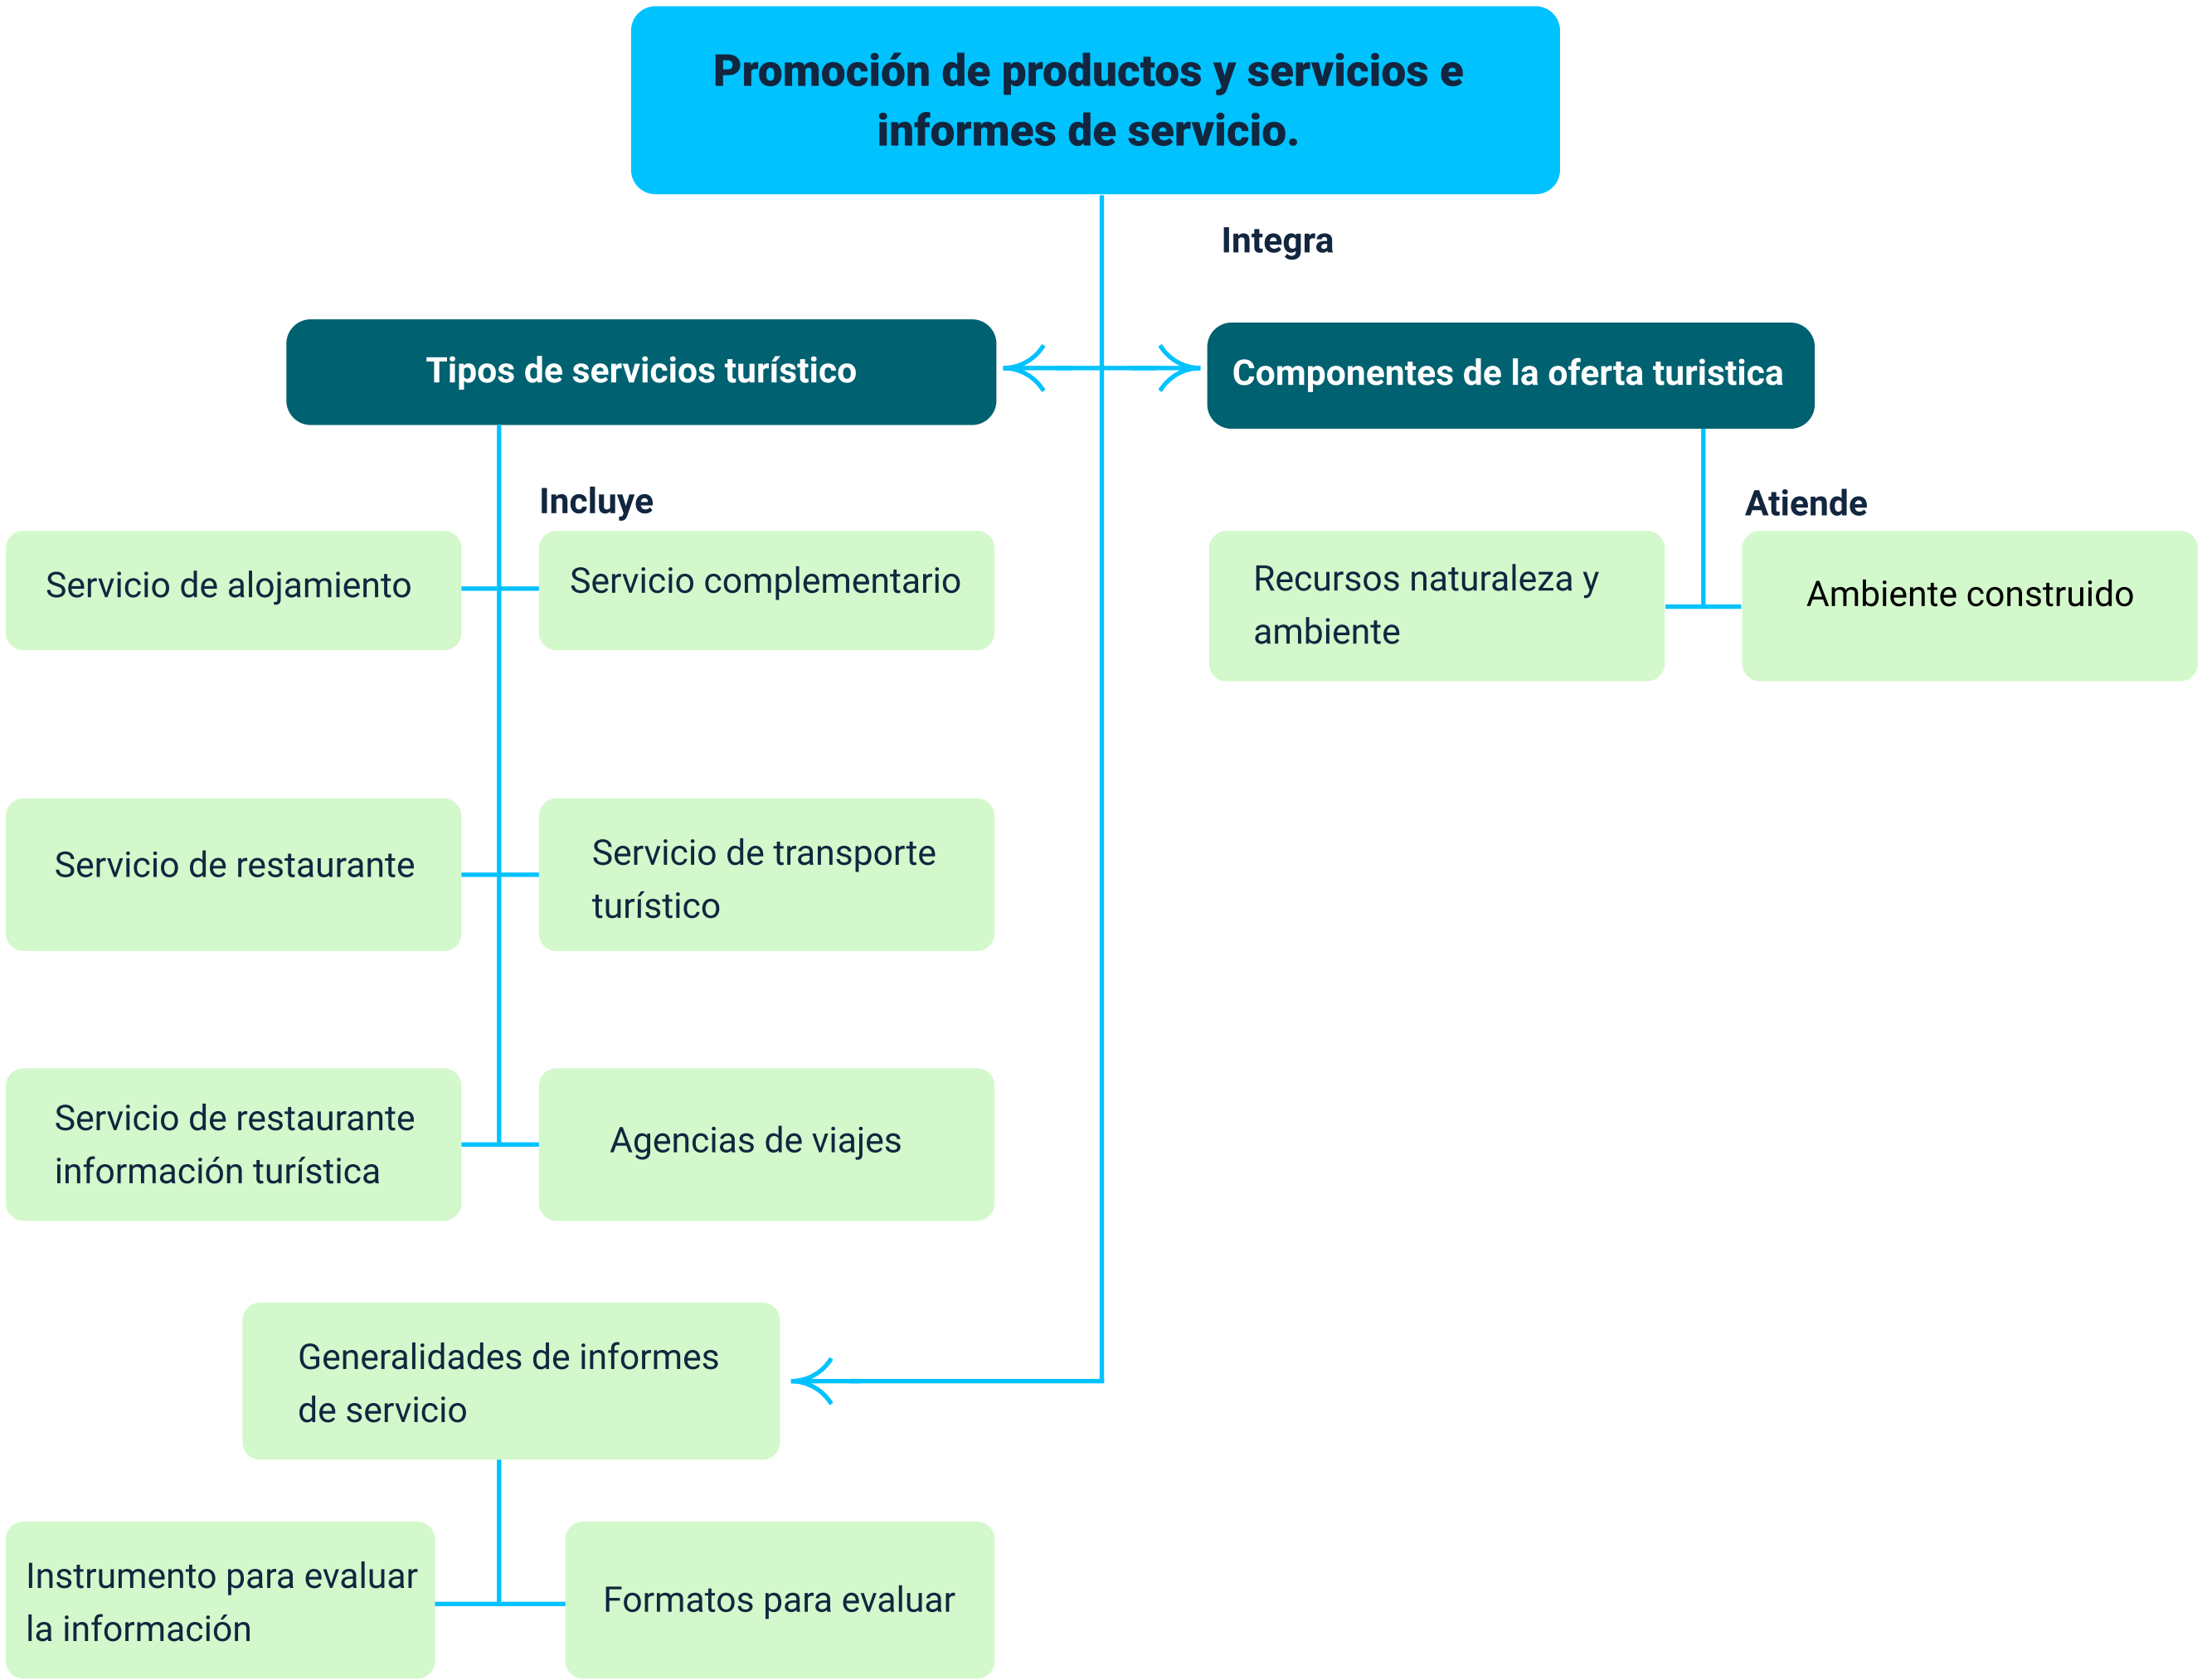 Promoción de productos y servicios e
informes de servicio.
Integra
Tipos de servicios turístico
Componentes de la oferta turistica
Incluye
Atiende
Servicio de alojamiento
Servicio complementario
Recursos naturaleza y
ambiente
Ambiente construido
Servicio de restaurante
Servicio de transporte
turístico
Servicio de restaurante
información turística
Agencias de viajes
Generalidades de informes
de servicio
Instrumento para evaluar
la información
Formatos para evaluar